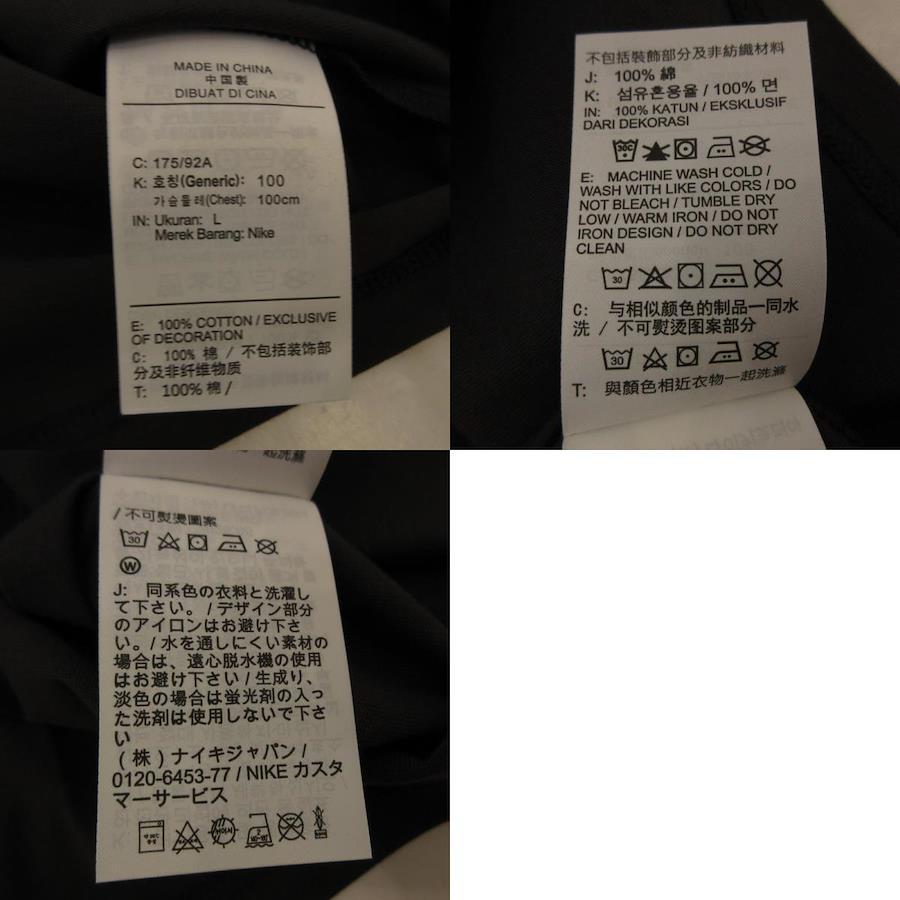 MADE IN CHINA
中国製
DIBUAT DI CINA
C: 175/92A
K: 호칭(Generic): 100
가슴둘레(Chest): 100cm
IN: Ukuran: L
Merek Barang: Nike
E: 100% COTTON / EXCLUSIVE
OF DECORATION
C: 100% 棉 / 不包括装饰部
分及非纤维物质
T: 100% 棉 /
不包括裝飾部分及非紡織材料
J: 100% 綿
K: 섬유혼용율 / 100% 면
IN: 100% KATUN / EKSKLUSIF
DARI DEKORASI
30C
E: MACHINE WASH COLD /
WASH WITH LIKE COLORS / DO
NOT BLEACH / TUMBLE DRY
LOW / WARM IRON / DO NOT
IRON DESIGN / DO NOT DRY
CLEAN
30
C: 与相似颜色的制品一同水
洗 / 不可熨烫图案部分
30
T: 與顏色相近衣物一起洗滌
一起洗滌
/ 不可熨燙圖案
30
W
J: 同系色の衣料と洗濯し
て下さい。/ デザイン部分
のアイロンはお避け下さ
い。/ 水を通しにくい素材の
場合は、遠心脱水機の使用
はお避け下さい / 生成り、
淡色の場合は蛍光剤の入っ
た洗剤は使用しないで下さ
い
(株) ナイキジャパン /
0120-6453-77 / NIKE カスタ
マーサービス